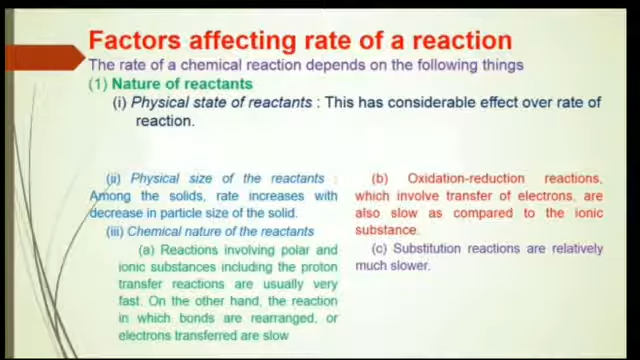 Factors affecting rate of a reaction
The rate of a chemical reaction depends on the following things
(1) Nature of reactants
(i) Physical state of reactants : This has considerable effect over rate of
reaction.
(ii) Physical size of the reactants :
Among the solids, rate increases with
decrease in particle size of the solid.
(iii) Chemical nature of the reactants
(a) Reactions involving polar and
ionic substances including the proton
transfer reactions are usually very
fast. On the other hand, the reaction
in which bonds are rearranged, or
electrons transferred are slow
(b) Oxidation-reduction reactions,
which involve transfer of electrons, are
also slow as compared to the ionic
substance.
(c) Substitution reactions are relatively
much slower.